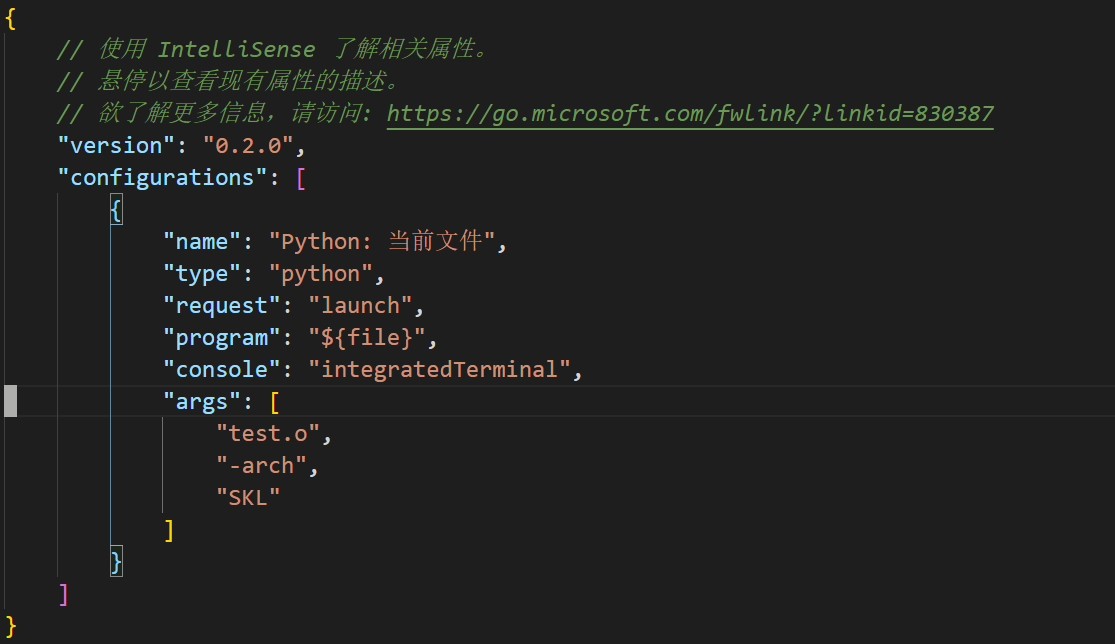 {
// 使用 IntelliSense 了解相关属性。
// 悬停以查看现有属性的描述。
// 欲了解更多信息，请访问: https://go.microsoft.com/fwlink/?linkid=830387
"version": "0.2.0",
"configurations": [
{
"name": "Python: 当前文件",
"type": "python",
"request": "launch",
"program": "${file}",
"console": "integratedTerminal",
"args": [
"test.o",
"-arch",
"SKL"
]
}
]
}